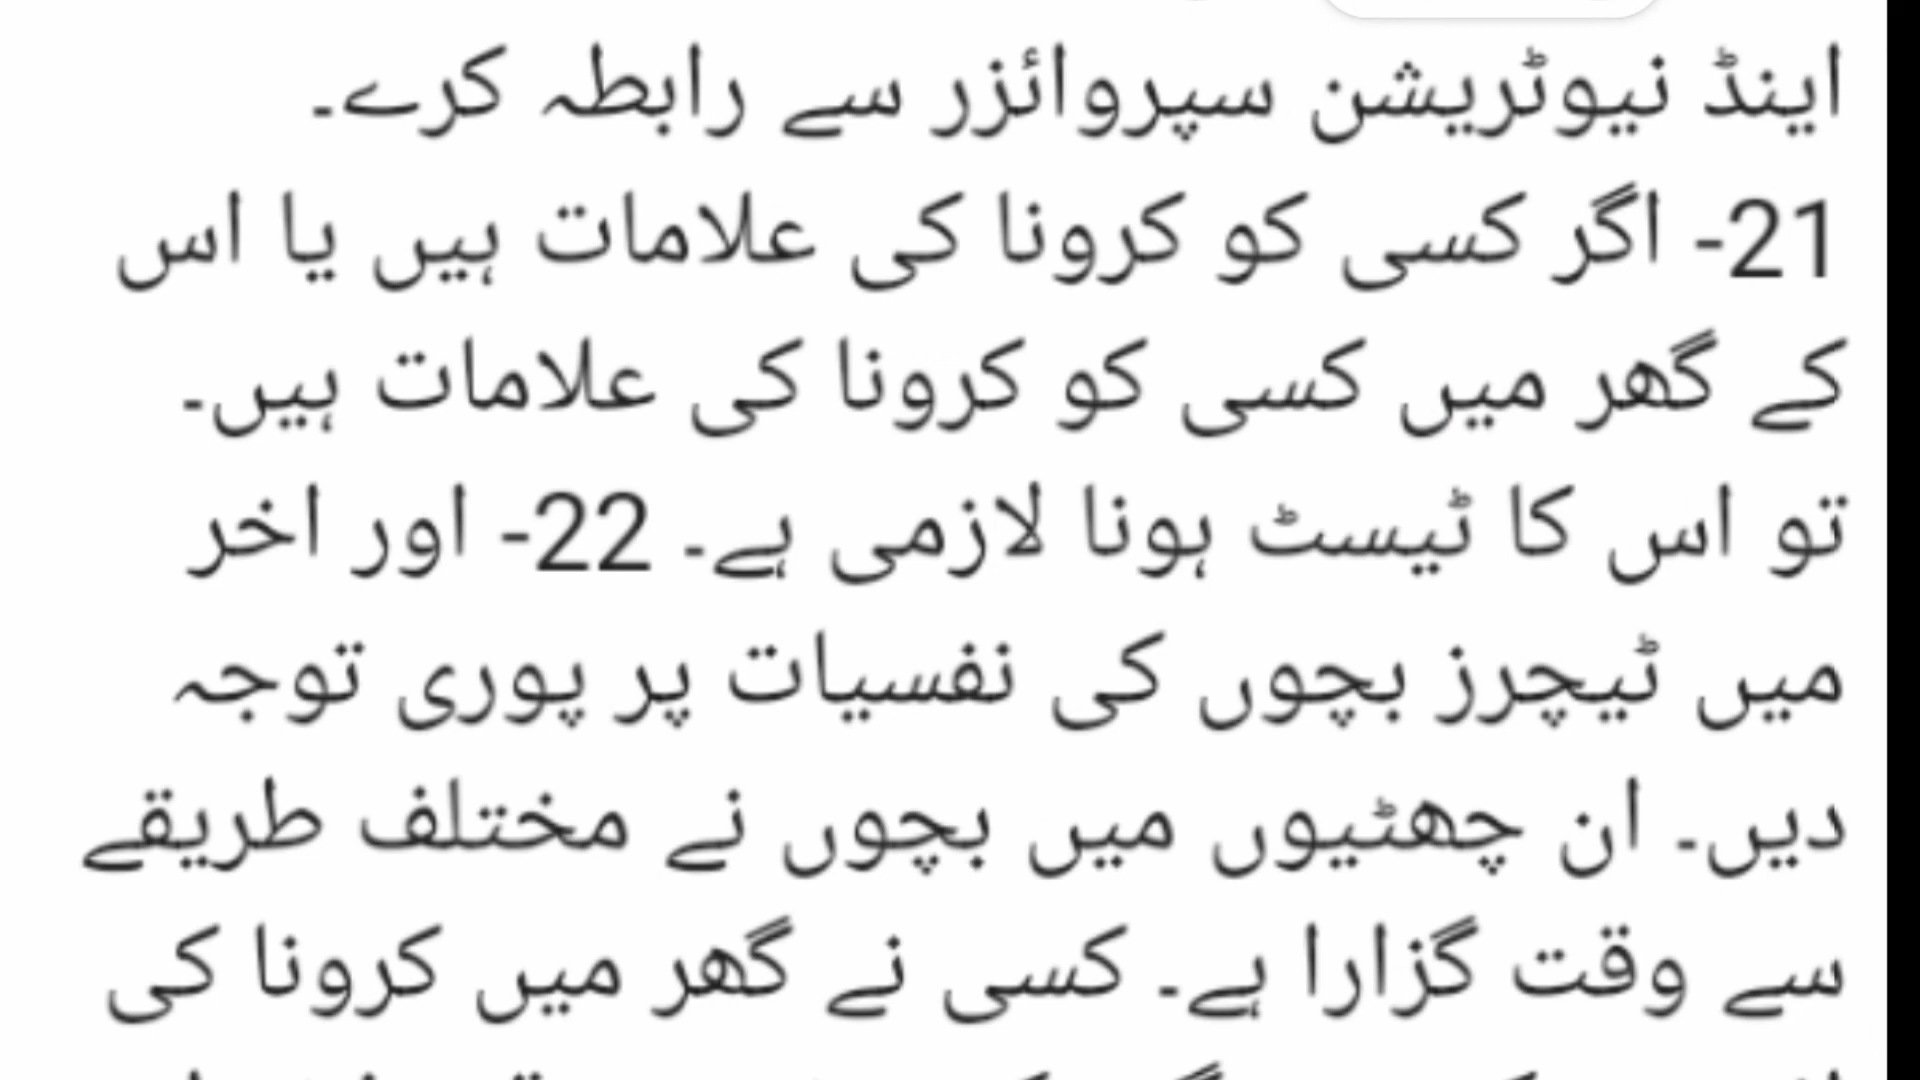 اینڈ نیوٹریشن سپروائزر سے رابطہ کرے۔
21- اگر کسی کو کرونا کی علامات ہیں یا اس
کے گھر میں کسی کو کرونا کی علامات ہیں۔
تو اس کا ٹیسٹ ہونا لازمی ہے۔ 22- اور اخر
میں ٹیچرز بچوں کی نفسیات پر پوری توجہ
دیں۔ ان چھٹیوں میں بچوں نے مختلف طریقے
سے وقت گزارا ہے۔ کسی نے گھر میں کرونا کی